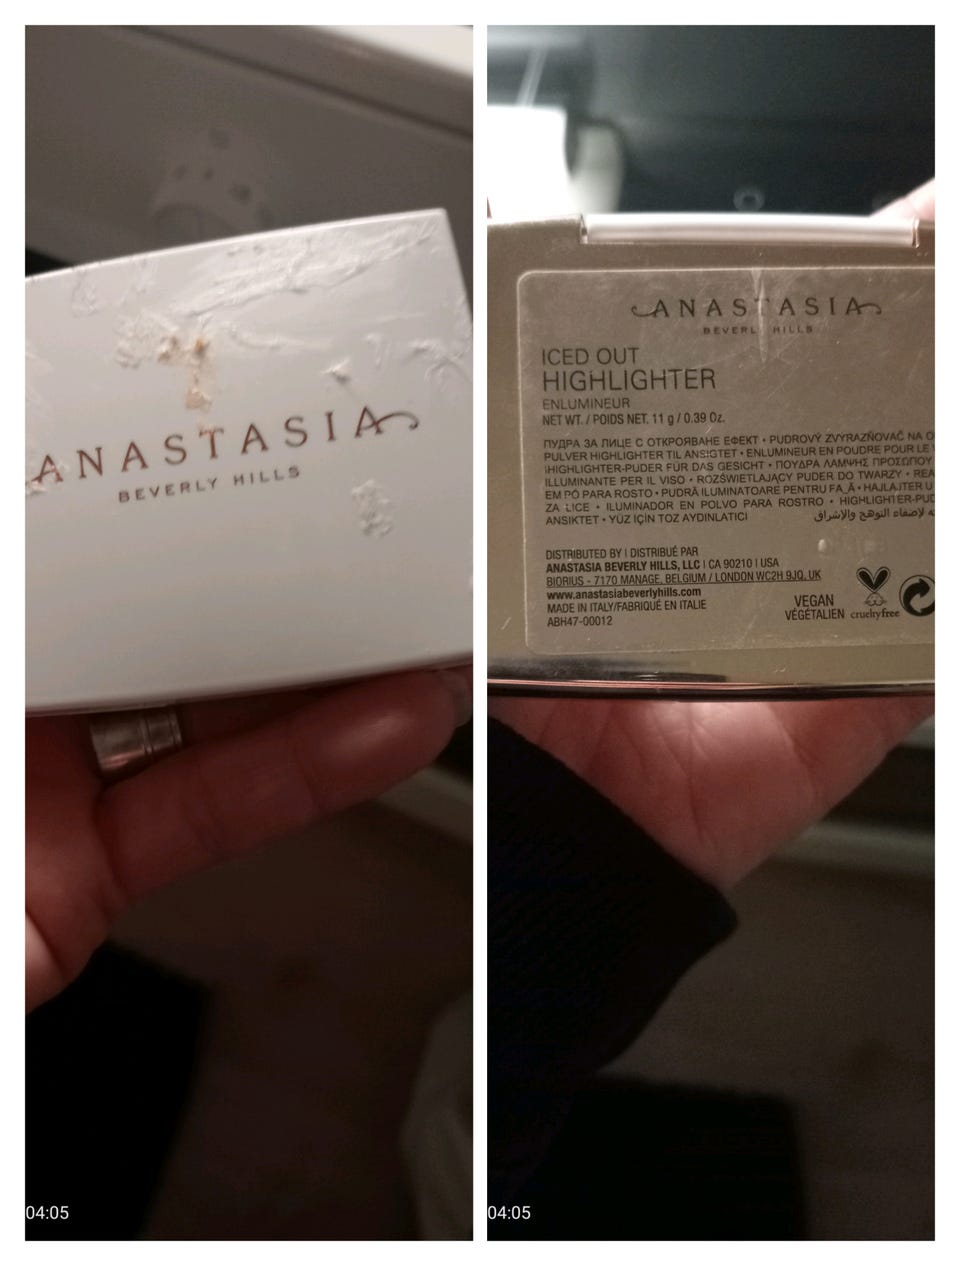 ANASTASIA
BEVERLY HILLS
04:05
ANASTASIA
BEVERLY HILLS
ICED OUT
HIGHLIGHTER
ENLUMINEUR
NET WT. / POIDS NET. 11 g / 0.39 Oz.
ПУДРА ЗА ЛИЦЕ С ОТКРОЯВАНЕ ЕФЕКТ • PUDROVÝ ZVÝRAZŇOVAČ NA
PULVER HIGHLIGHTER TIL ANSIGTET • ENLUMINEUR EN POUDRE POUR LE
HIGHLIGHTER-PUDER FÜR DAS GESICHT • ΠΟΥΔΡΑ ΛΑΜΨΗΣ ΠΡΟΣΩΠΟΥ
ILLUMINANTE PER IL VISO • ROZŚWIETLAJĄCY PUDER DO TWARZY
EM PÓ PARA ROSTO • PUDRĂ ILUMINATOARE PENTRU
ZA LICE • ILUMINADOR EN POLVO PARA ROSTRO • HIGHLIGHTER-PUD
ANSIKTET • YÜZ İÇİN TOZ AYDINLATICI لإضفاء التوهج والإشراق
DISTRIBUTED BY | DISTRIBUÉ PAR
ANASTASIA BEVERLY HILLS, LLC | CA 90210 | USA
BIORIUS - 7170 MANAGE, BELGIUM / LONDON WC2H 9JQ, UK
www.anastasiabeverlyhills.com
MADE IN ITALY/FABRIQUÉ EN ITALIE
ABH47-00012
VEGAN
VÉGÉTALIEN
crueltyfree
04:05